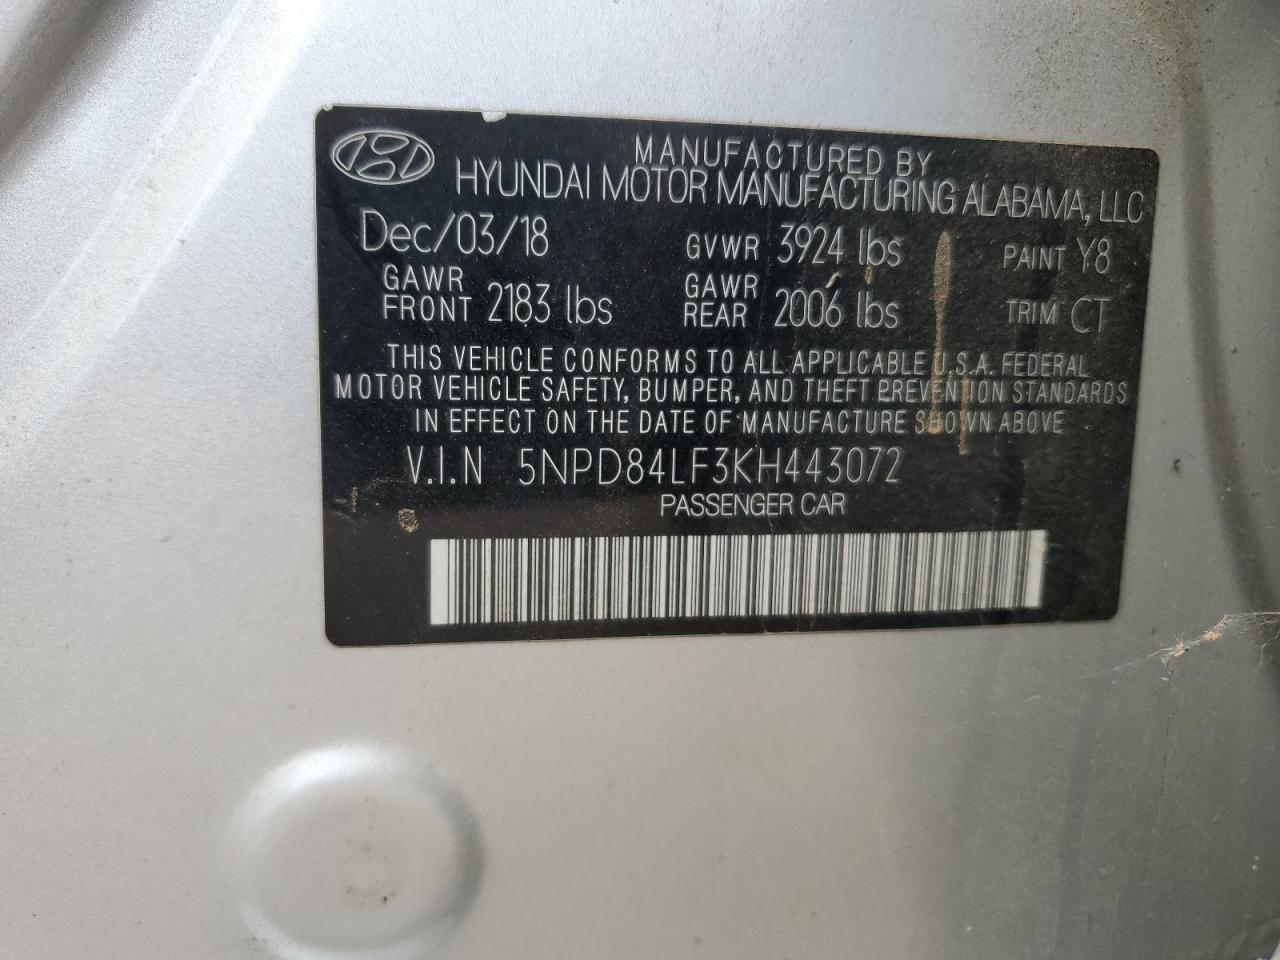 MANUFACTURED BY
HYUNDAI MOTOR MANUFACTURING ALABAMA, LLC
Dec/03/18 GVWR 3924 lbs PAINT Y8
GAWR FRONT 2183 lbs GAWR REAR 2006 lbs TRIM CT
THIS VEHICLE CONFORMS TO ALL APPLICABLE U.S.A. FEDERAL
MOTOR VEHICLE SAFETY, BUMPER, AND THEFT PREVENTION STANDARDS
IN EFFECT ON THE DATE OF MANUFACTURE SHOWN ABOVE
V.I.N 5NPD84LF3KH443072
PASSENGER CAR